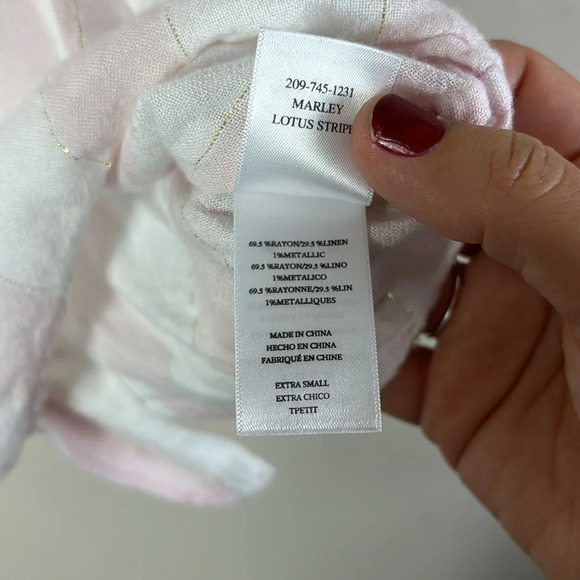 209-745-1231
MARLEY
LOTUS STRIPE
69.5 %RAYON/29.5 %LINEN
1%METALLIC
69.5 %RAYON/29.5 %LINO
1%METALICO
69.5 %RAYONNE/29.5 %LIN
1%METALLIQUES
MADE IN CHINA
HECHO EN CHINA
FABRIQUÉ EN CHINE
EXTRA SMALL
EXTRA CHICO
TPETIT